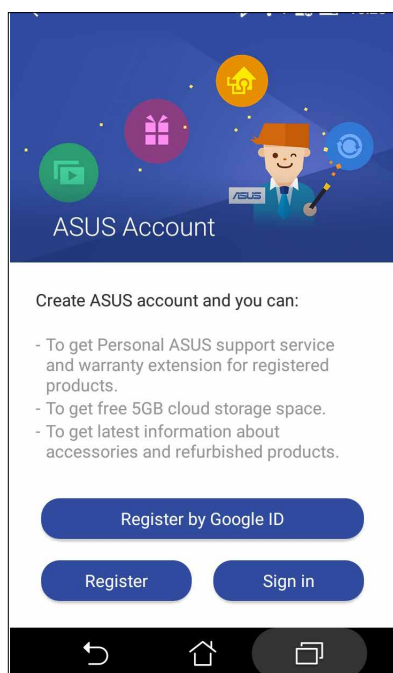 ASUS
ASUS Account
Create ASUS account and you can:
- To get Personal ASUS support service
and warranty extension for registered
products.
- To get free 5GB cloud storage space.
- To get latest information about
accessories and refurbished products.
Register by Google ID
Register
Sign in